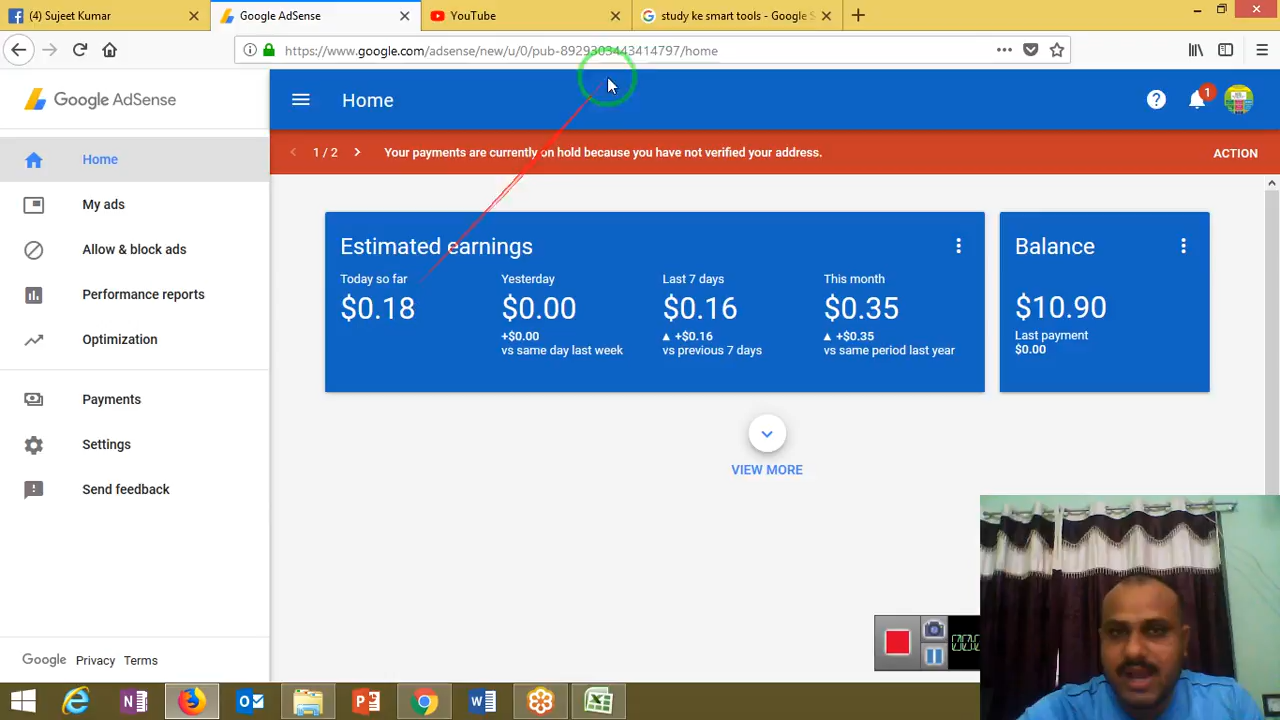 (4) Sujeet Kumar
Google AdSense
YouTube
study ke smart tools - Google S
https://www.google.com/adsense/new/u/0/pub-8929303443414797/home
Google AdSense
Home
1
Home
1 / 2
Your payments are currently on hold because you have not verified your address.
ACTION
My ads
Allow & block ads
Performance reports
Optimization
Payments
Settings
Send feedback
Estimated earnings
Today so far
$0.18
Yesterday
$0.00
+$0.00
vs same day last week
Last 7 days
$0.16
+$0.16
vs previous 7 days
This month
$0.35
+$0.35
vs same period last year
Balance
$10.90
Last payment
$0.00
VIEW MORE
Google Privacy Terms